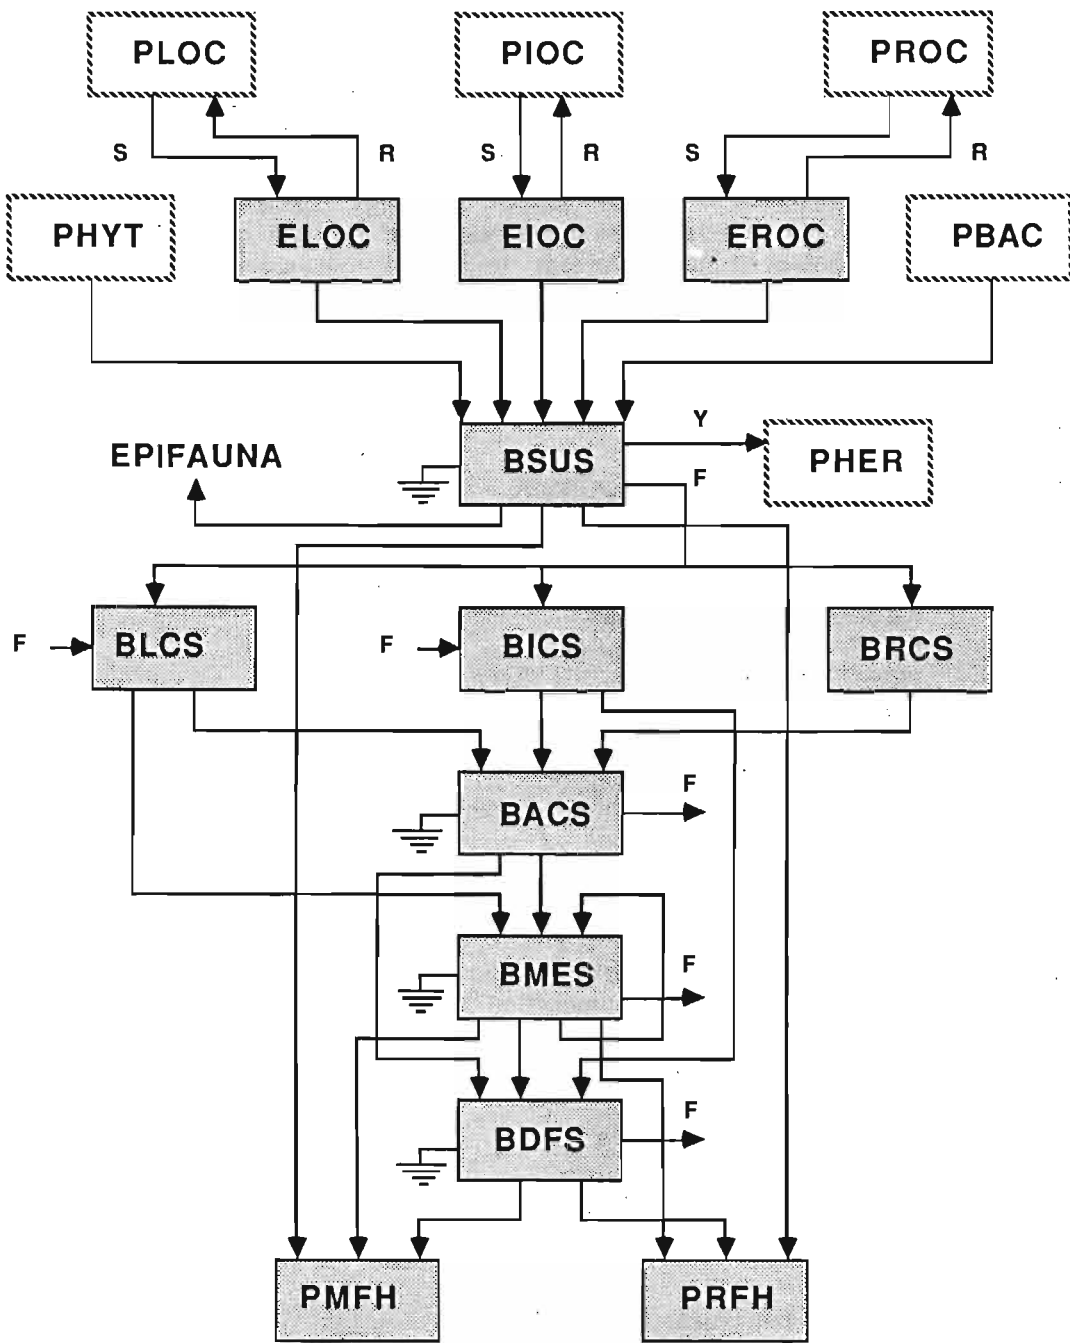 PLOC
PIOC
PROC
S
R
S
R
S
R
PHYT
ELOC
EIOC
EROC
PBAC
EPIFAUNA
BSUS
Y
PHER
F
F
BLCS
F
BICS
BRCS
BACS
F
BMES
F
BDFS
F
PMFH
PRFH